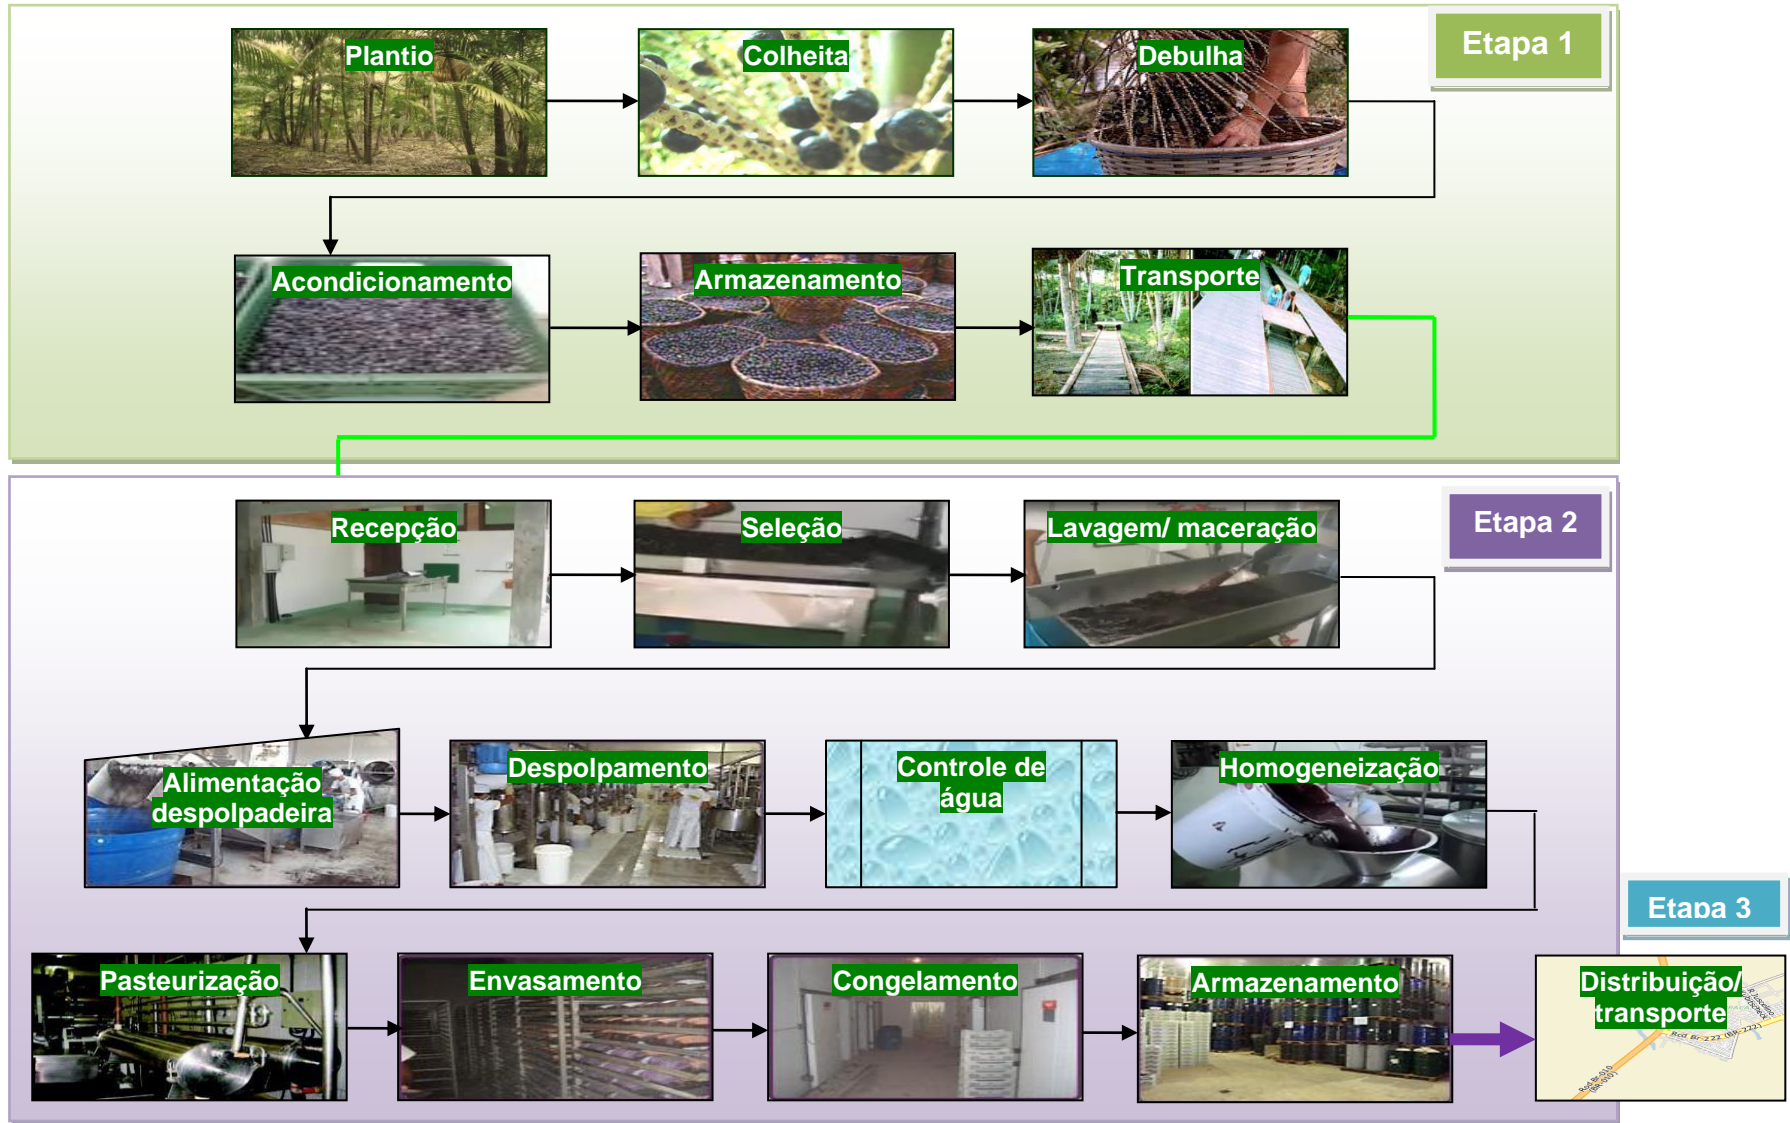 Etapa 1
Plantio
Colheita
Debulha
Acondicionamento
Armazenamento
Transporte
Etapa 2
Recepção
Seleção
Lavagem/ maceração
Alimentação
despolpadeira
Despolpamento
Controle de
água
Homogeneização
Etapa 3
Pasteurização
Envasamento
Congelamento
Armazenamento
Distribuição/
transporte